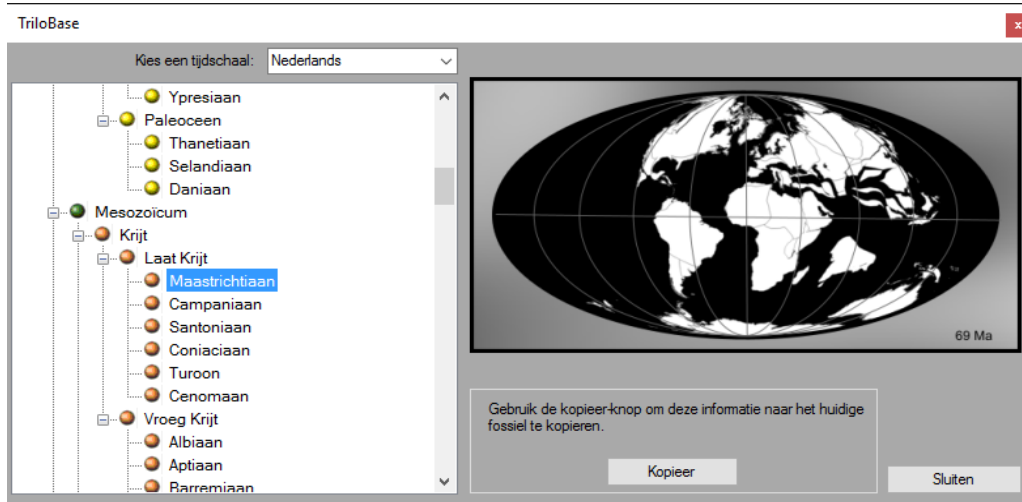 TriloBase
x
Kies een tijdschaal: Nederlands
Ypresiaan
Paleoceen
Thanetiaan
Selandiaan
Daniaan
Mesozoïcum
Krijt
Laat Krijt
Maastrichtiaan
Campaniaan
Santoniaan
Coniaciaan
Turoon
Cenomaan
Vroeg Krijt
Albiaan
Aptiaan
Barremiaan
69 Ma
Gebruik de kopieer-knop om deze informatie naar het huidige
fossiel te kopieren.
Kopieer
Sluiten